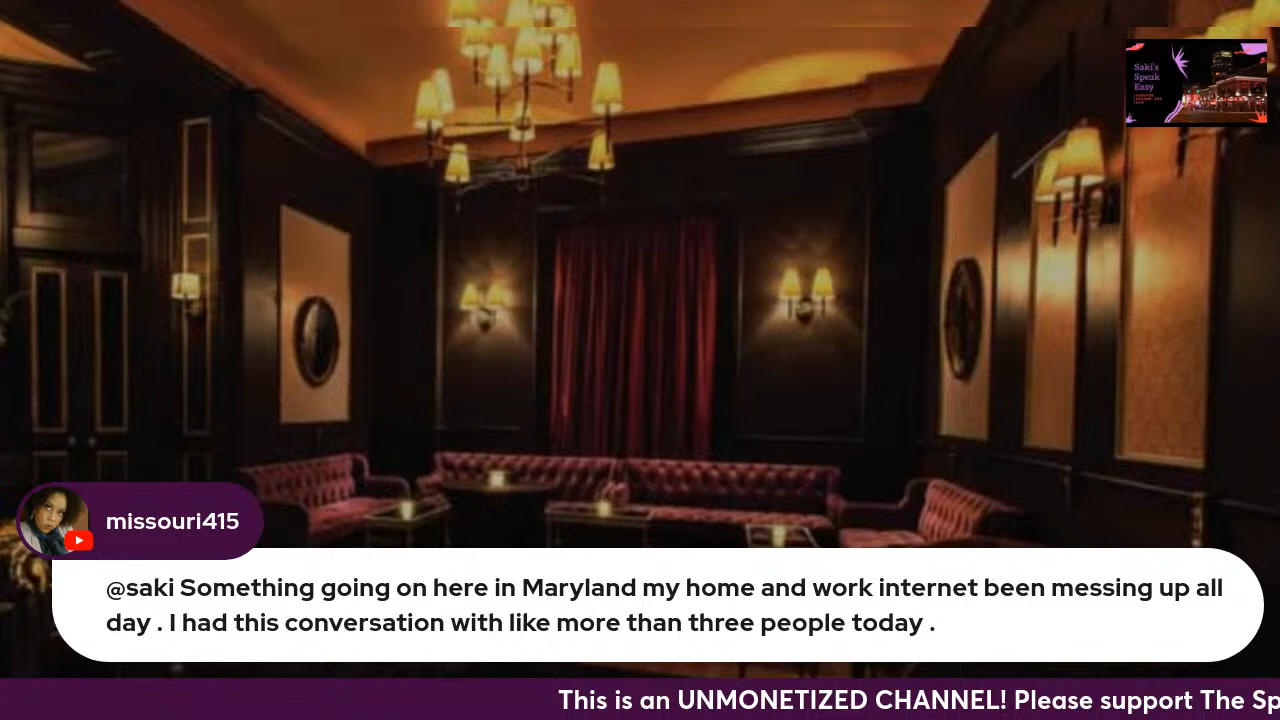 Saki's
Speak
Easy
missouri415
@saki Something going on here in Maryland my home and work internet been messing up all
day . I had this conversation with like more than three people today .
This is an UNMONETIZED CHANNEL! Please support The Sp